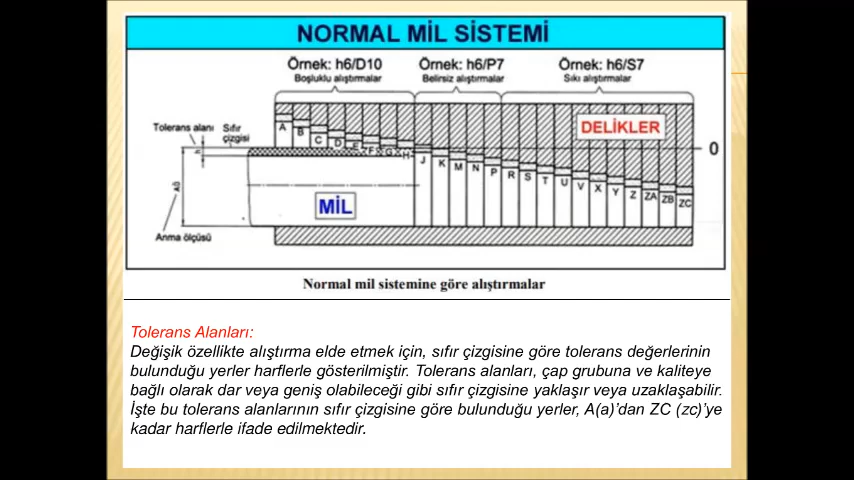 NORMAL MİL SİSTEMİ
Örnek: h6/D10 Örnek: h6/P7 Örnek: h6/S7
Boşluklu alıştırmalar Belirsiz alıştırmalar Sıkı alıştırmalar
Tolerans alanı Sıfır çizgisi
A B C D E F G H J K M N P R S T U V X Y Z ZA ZB ZC
DELİKLER
0
h
AÖ
MİL
Anma ölçüsü
Normal mil sistemine göre alıştırmalar
Tolerans Alanları:
Değişik özellikte alıştırma elde etmek için, sıfır çizgisine göre tolerans değerlerinin
bulunduğu yerler harflerle gösterilmiştir. Tolerans alanları, çap grubuna ve kaliteye
bağlı olarak dar veya geniş olabileceği gibi sıfır çizgisine yaklaşır veya uzaklaşabilir.
İşte bu tolerans alanlarının sıfır çizgisine göre bulunduğu yerler, A(a)’dan ZC (zc)’ye
kadar harflerle ifade edilmektedir.